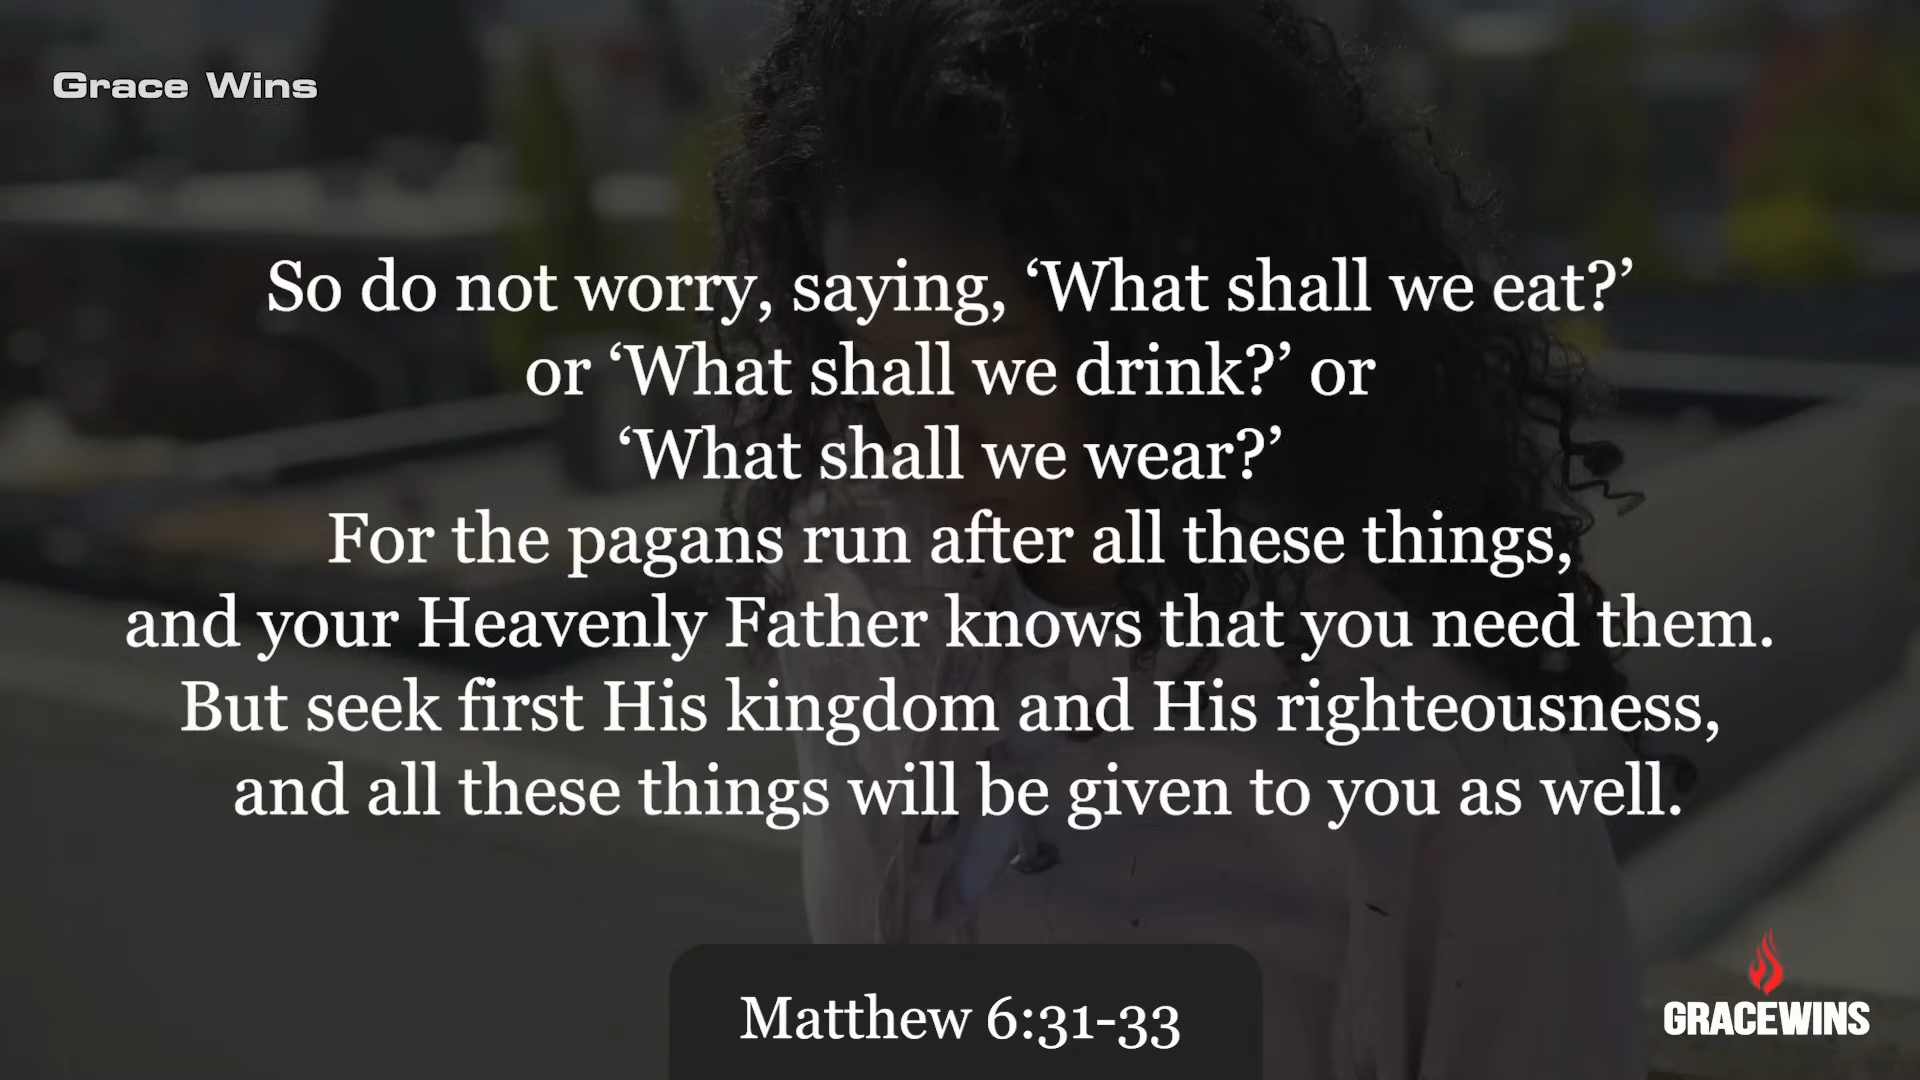 Grace Wins
So do not worry, saying, ‘What shall we eat?’
or ‘What shall we drink?’ or
‘What shall we wear?’
For the pagans run after all these things,
and your Heavenly Father knows that you need them.
But seek first His kingdom and His righteousness,
and all these things will be given to you as well.
Matthew 6:31-33
GRACEWINS